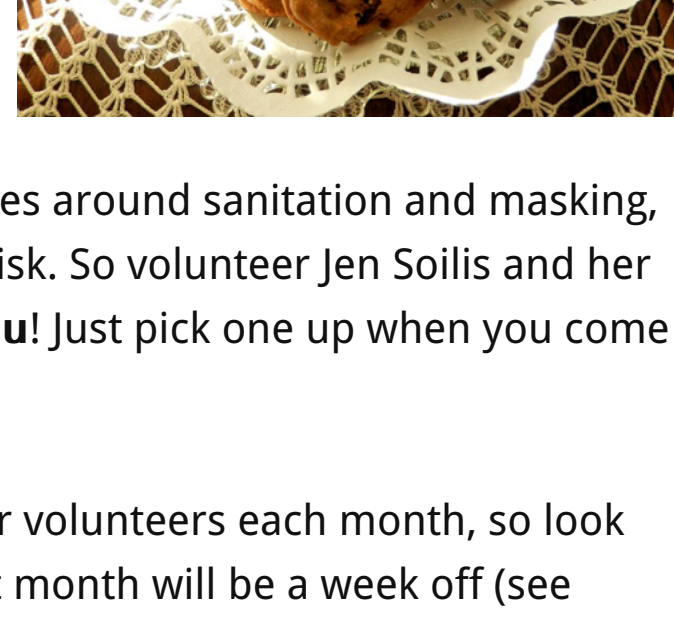 es around sanitation and masking,
isk. So volunteer Jen Soilis and her
u! Just pick one up when you come
r volunteers each month, so look
month will be a week off (see